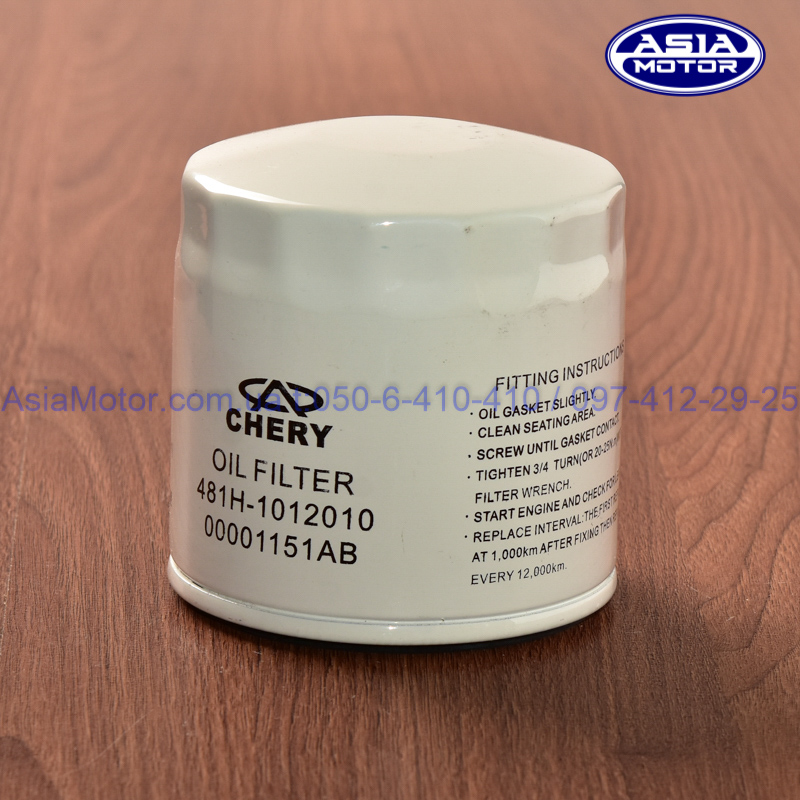 ASIA
MOTOR
CHERY
OIL FILTER
481H-1012010
00001151AB
FITTING INSTRUCTIONS
· OIL GASKET SLIGHTLY
· CLEAN SEATING AREA.
· SCREW UNTIL GASKET CONTACT
· TIGHTEN 3/4 TURN(OR 20-25N
FILTER WRENCH.
· START ENGINE AND CHECK FOR
· REPLACE INTERVAL:THE FIRST
AT 1,000km AFTER FIXING THEN
EVERY 12,000km.
AsiaMotor.com.ua t.050-6-410-410 / 097-412-29-25